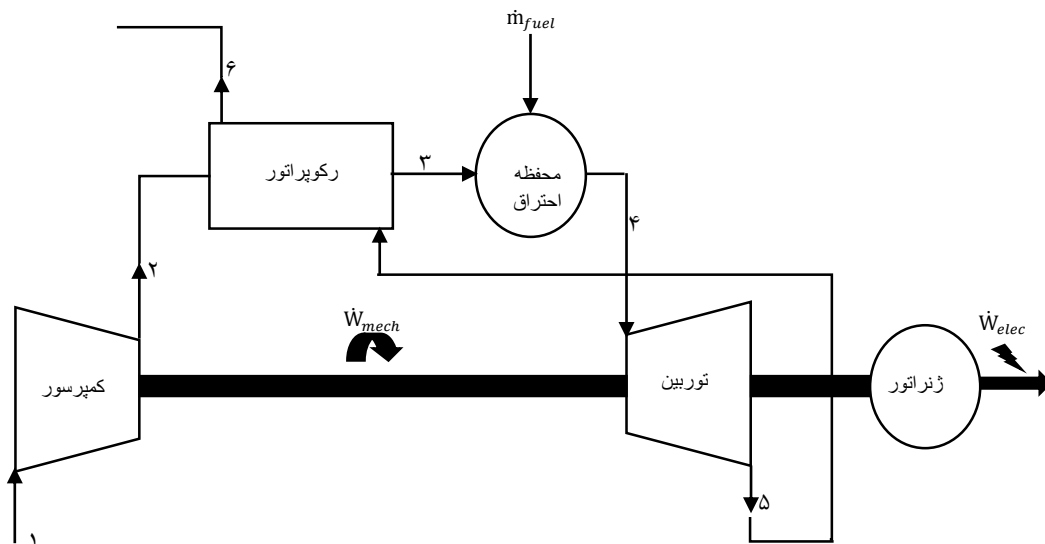 ṁ_fuel
۶
رکوپراتور
۳
محفظه
احتراق
۲
۴
Ẇ_mech
Ẇ_elec
کمپرسور
توربین
ژنراتور
۵
۱